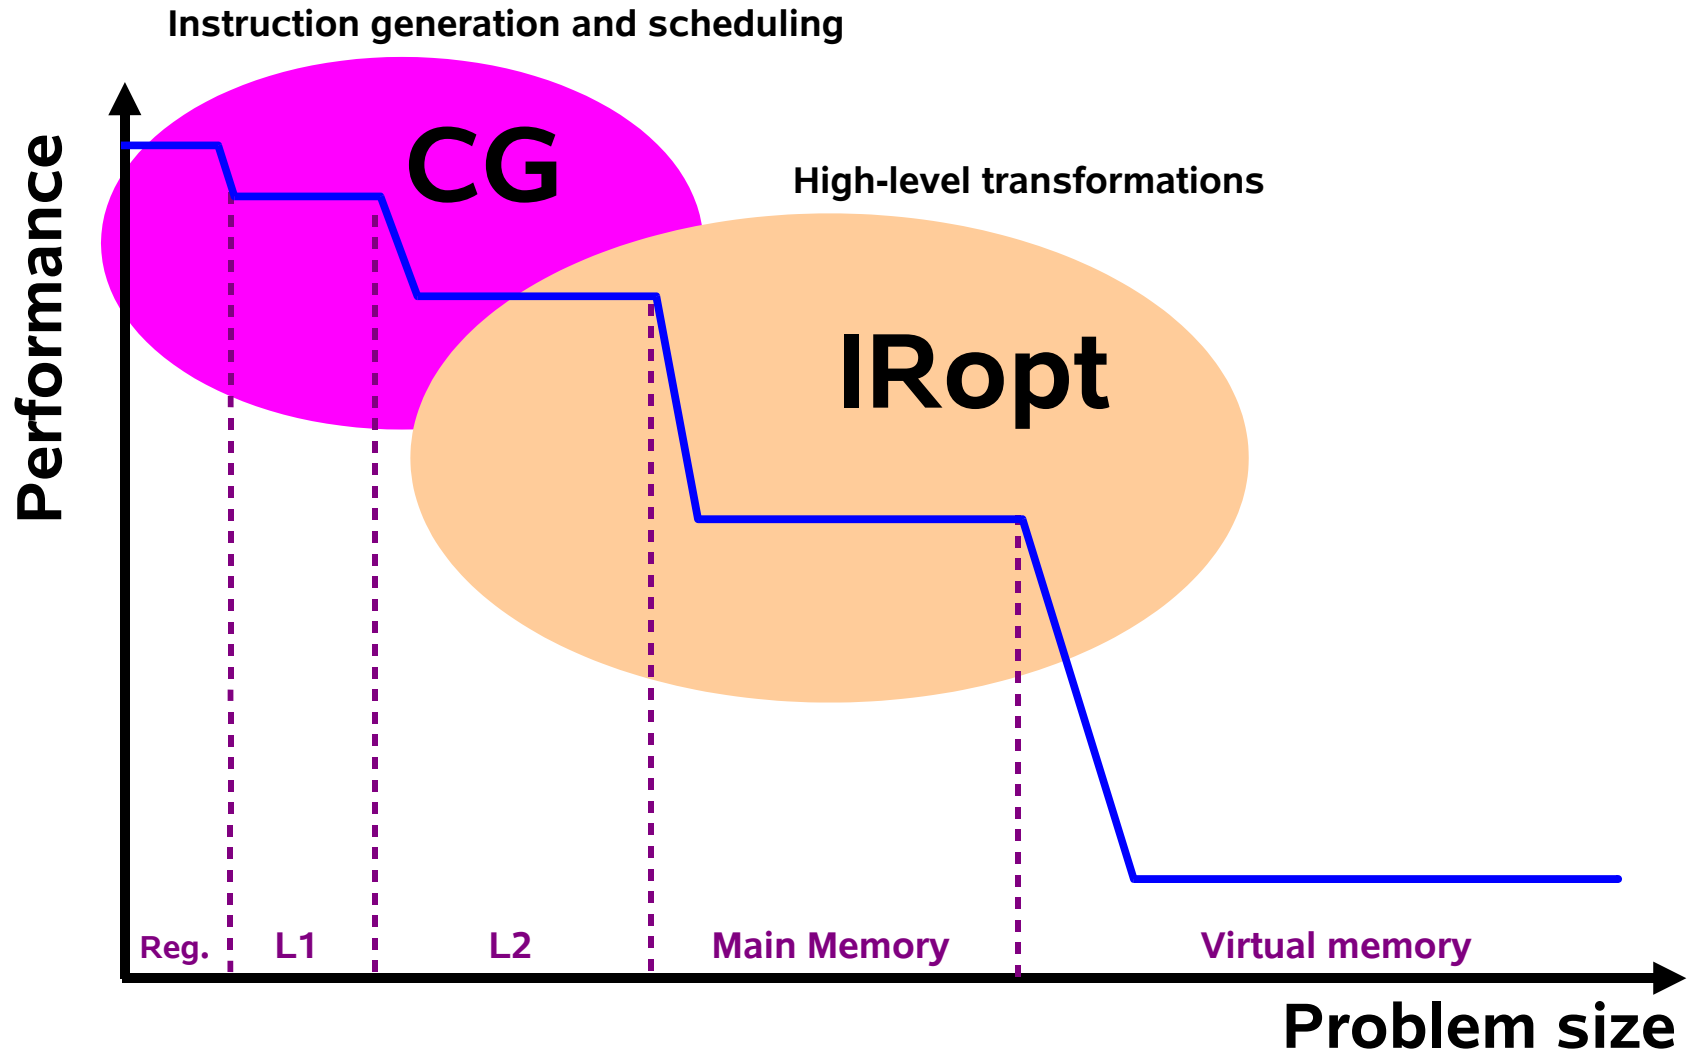 Instruction generation and scheduling
CG
High-level transformations
IRopt
Performance
Reg.
L1
L2
Main Memory
Virtual memory
Problem size